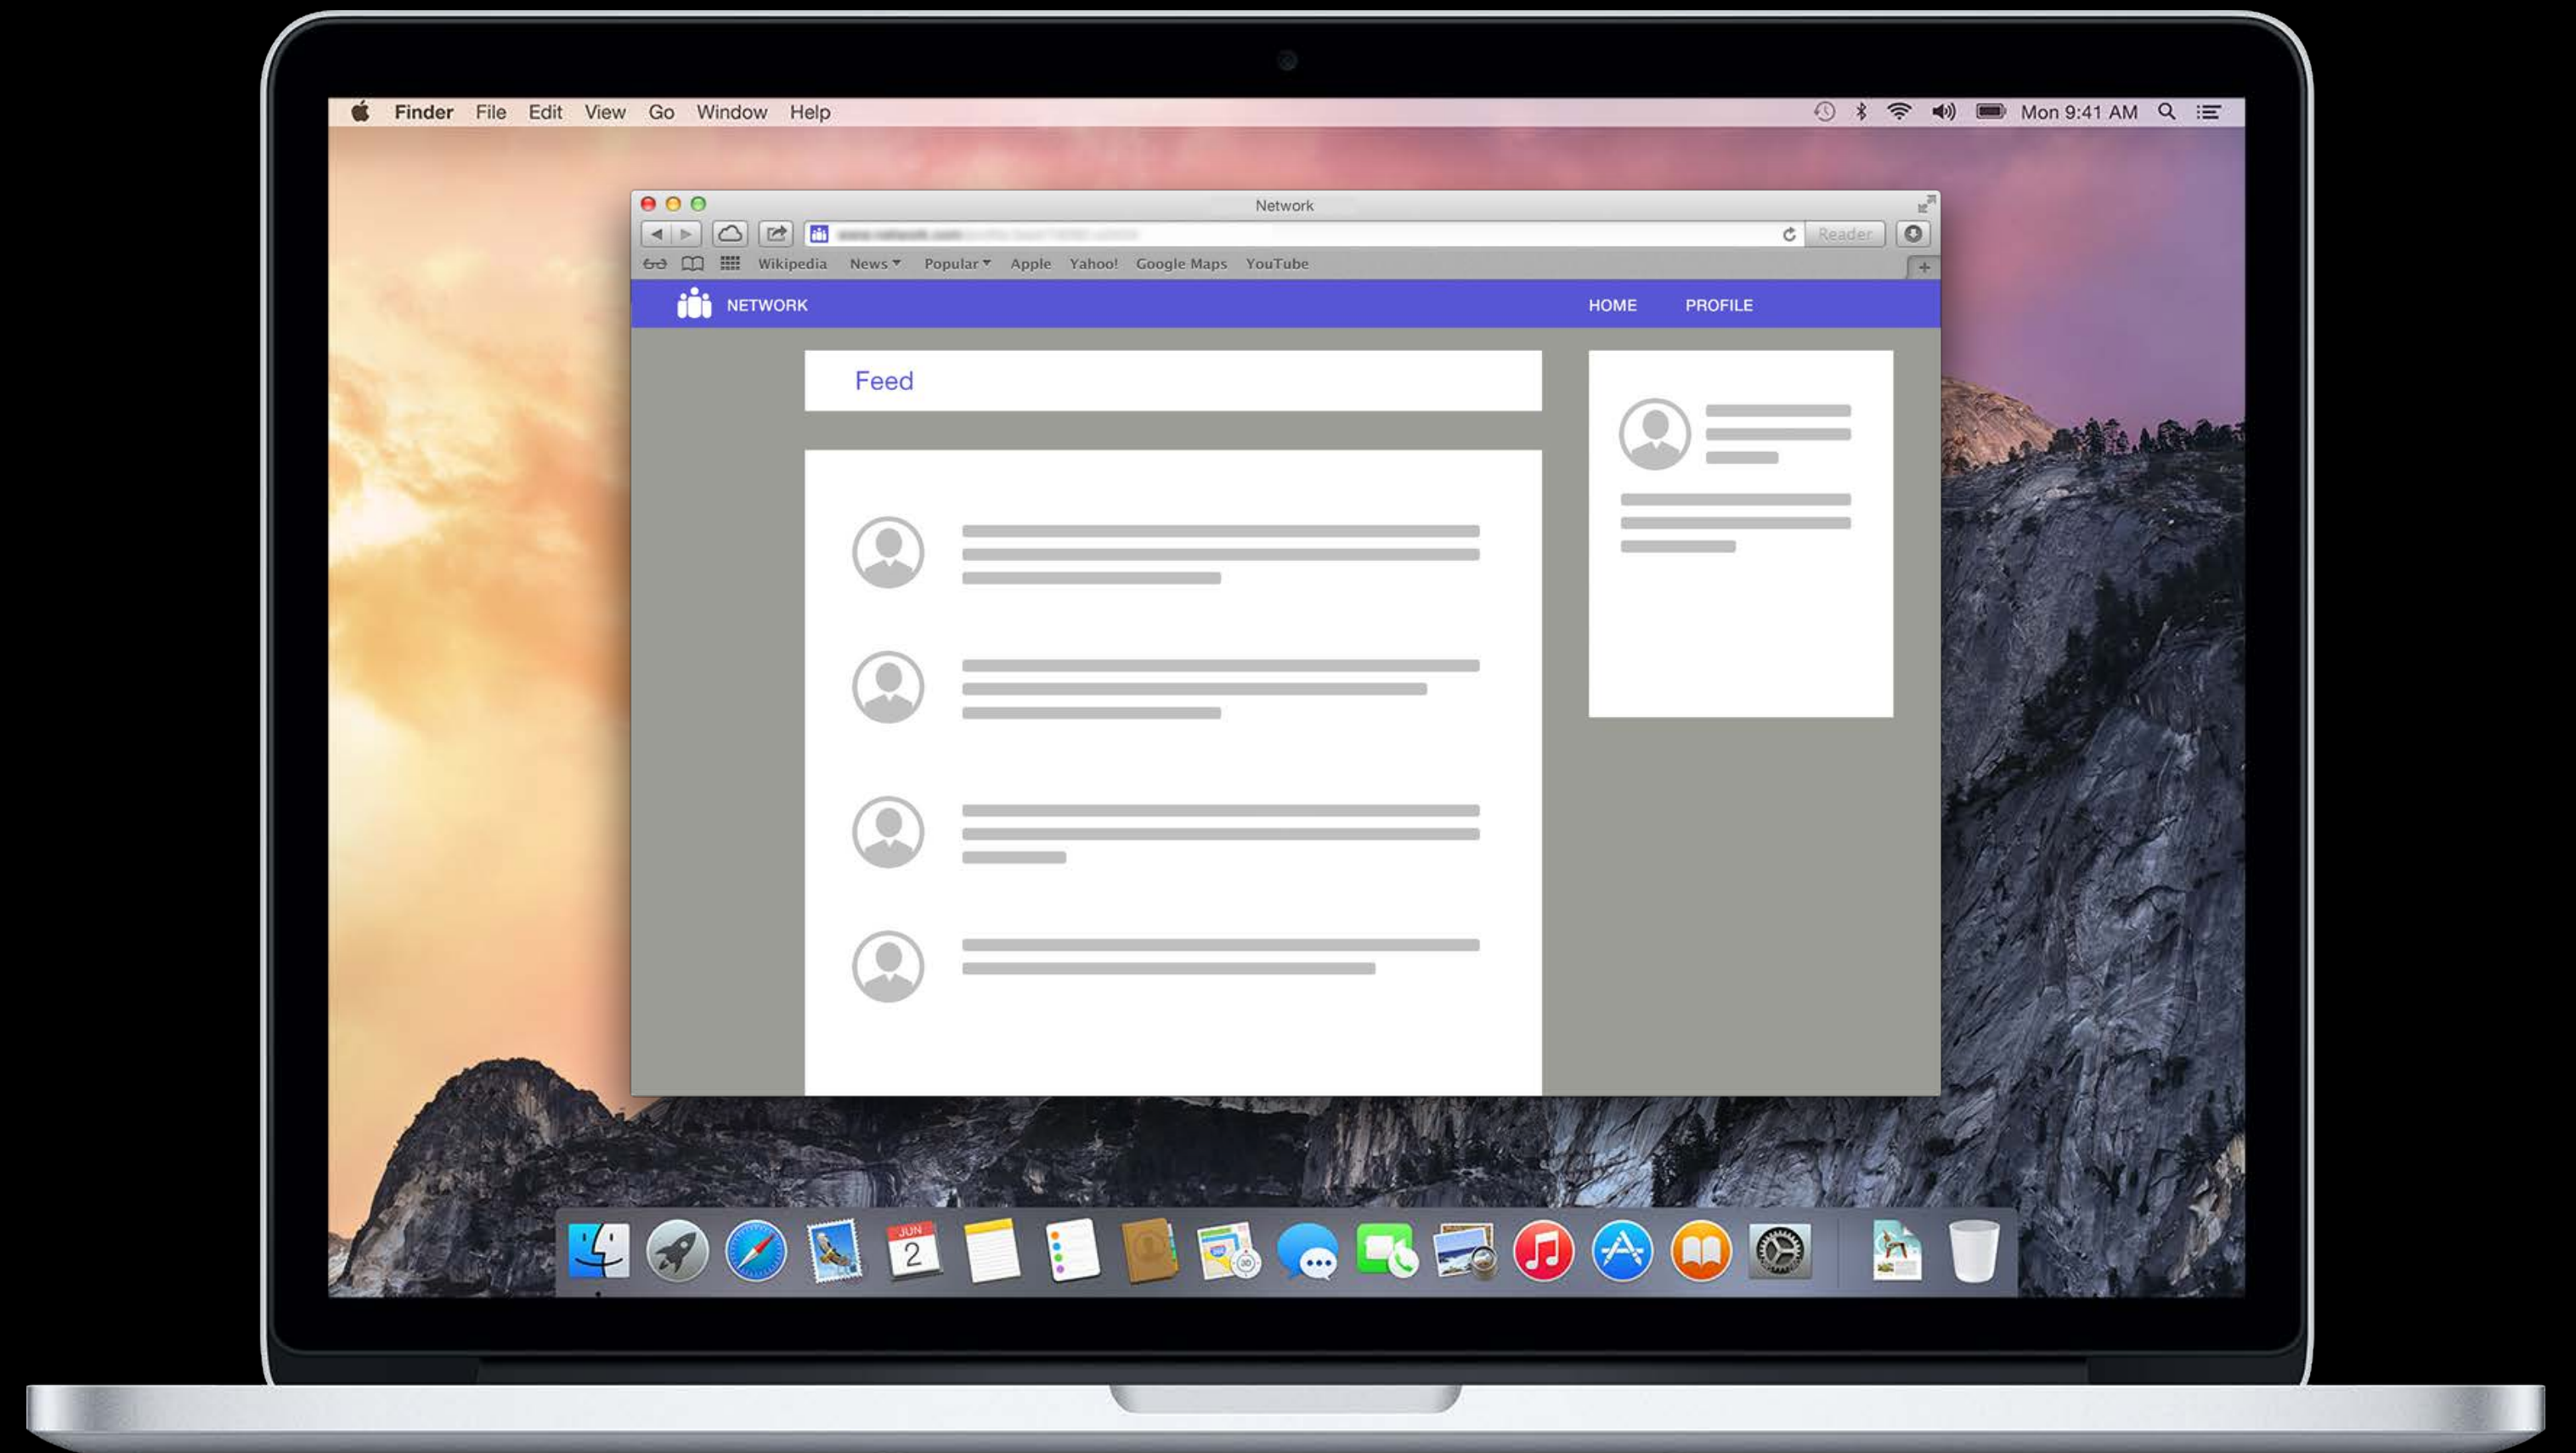 Finder File Edit View Go Window Help Mon 9:41 AM
Network
Reader
Wikipedia News Popular Apple Yahoo! Google Maps YouTube
NETWORK HOME PROFILE
Feed
JUN
2
3D